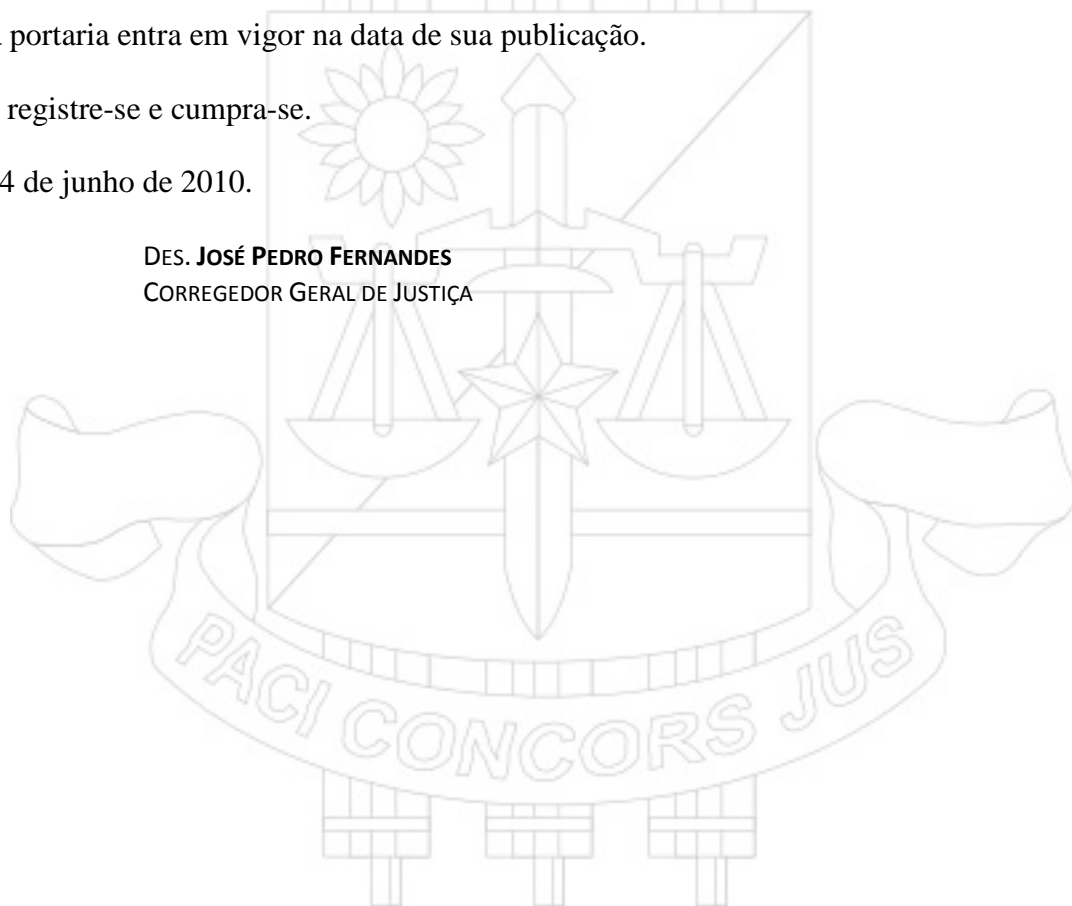 a portaria entra em vigor na data de sua publicação.
registre-se e cumpra-se.
4 de junho de 2010.
DES. JOSÉ PEDRO FERNANDES
CORREGEDOR GERAL DE JUSTIÇA
PACI CONCORS JUS